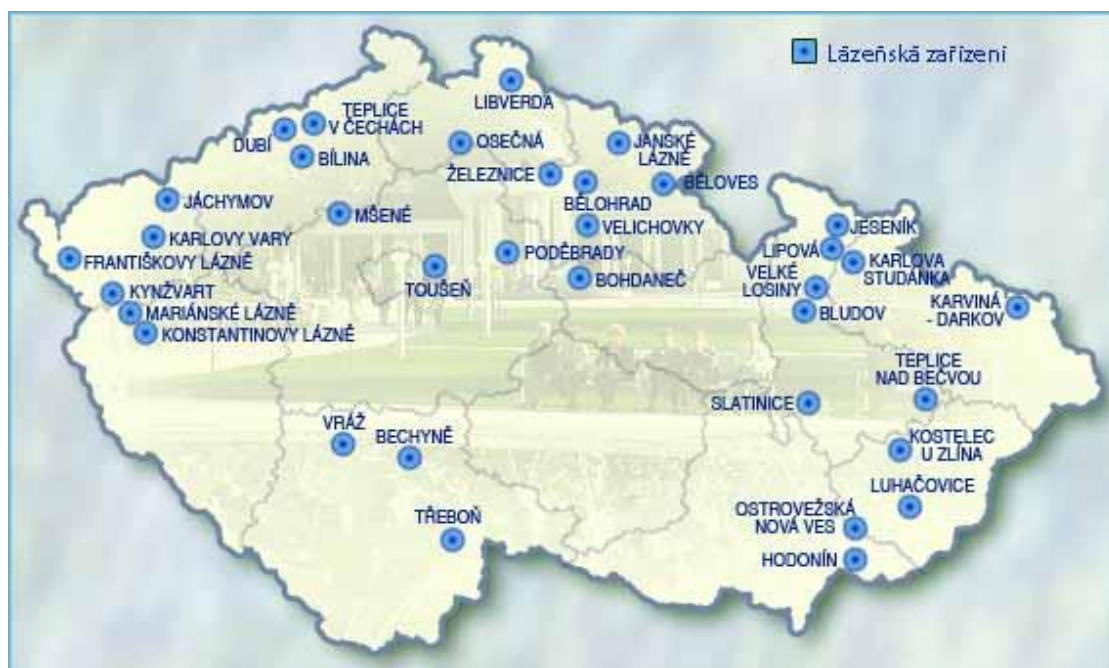 Lázeňská zařízení
LIBVERDA
TEPLICE
V ČECHÁCH
DUBÍ
BÍLINA
OSEČNÁ
JANSKÉ
LÁZNĚ
ŽELEZNICE
BĚLOVES
BĚLOHRAD
JÁCHYMOV
MŠENÉ
VELICHOVKY
JESENÍK
KARLOVY VARY
PODĚBRADY
LIPOVÁ
KARLOVA
STUDÁNKA
FRANTIŠKOVY LÁZNĚ
TOUŠEŇ
BOHDANEČ
VELKÉ
LOSINY
KYNŽVART
MARIÁNSKÉ LÁZNĚ
BLUDOV
KARVINÁ
- DARKOV
KONSTANTINOVY LÁZNĚ
TEPLICE
NAD BEČVOU
SLATINICE
VRÁŽ
BECHYNĚ
KOSTELEC
U ZLÍNA
LUHAČOVICE
TŘEBOŇ
OSTROVEŽSKÁ
NOVÁ VES
HODONÍN